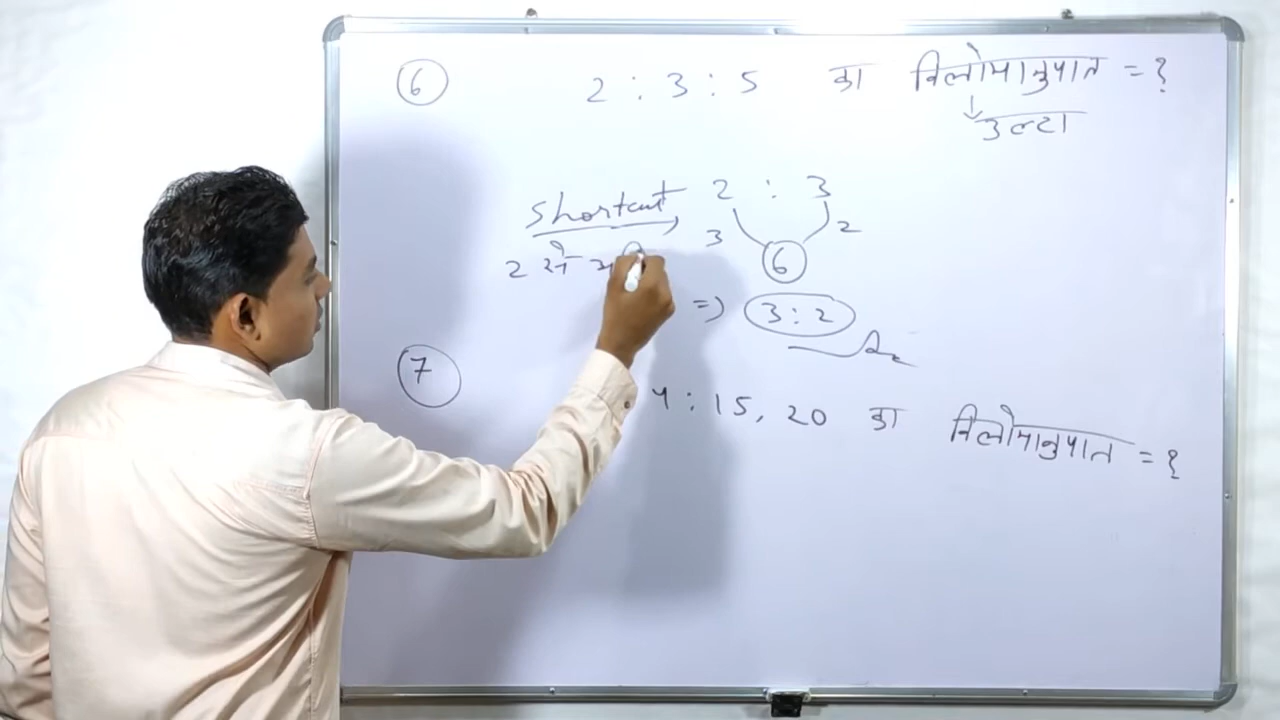 6 2 : 3 : 5 का विलोमानुपात = ?
↓
उल्टा
Shortcut 2 : 3
3 2
6
2 से
=> 3 : 2
7 4 : 15, 20 का विलोमानुपात = ?